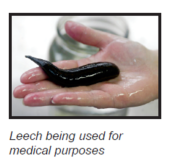 Leech being used for
medical purposes